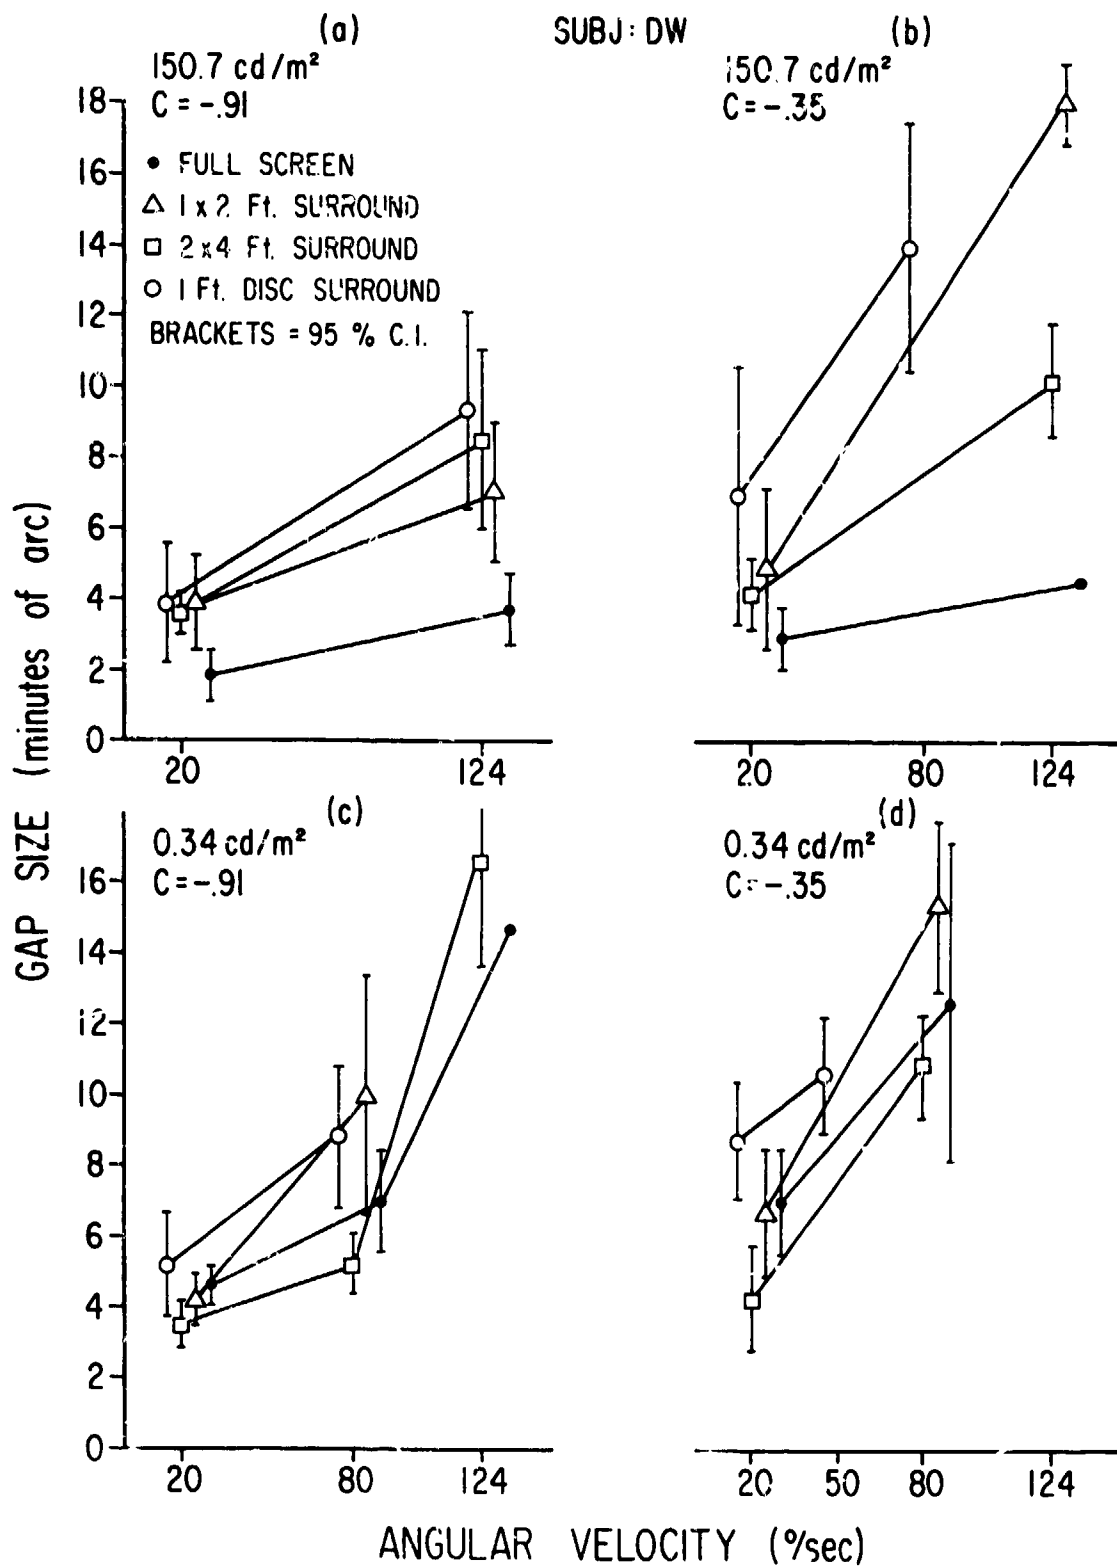 (a)
SUBJ: DW
(b)
150.7 cd/m²
C = -.91
150.7 cd/m²
C = -.35
FULL SCREEN
1 x 2 Ft. SURROUND
2 x 4 Ft. SURROUND
1 Ft. DISC SURROUND
BRACKETS = 95 % C.I.
18
16
14
12
10
8
6
4
2
0
20
124
20
80
124
GAP SIZE (minutes of arc)
(c)
(d)
0.34 cd/m²
C = -.91
0.34 cd/m²
C = -.35
16
14
12
10
8
6
4
2
0
20
80
124
20
50
80
124
ANGULAR VELOCITY (°/sec)